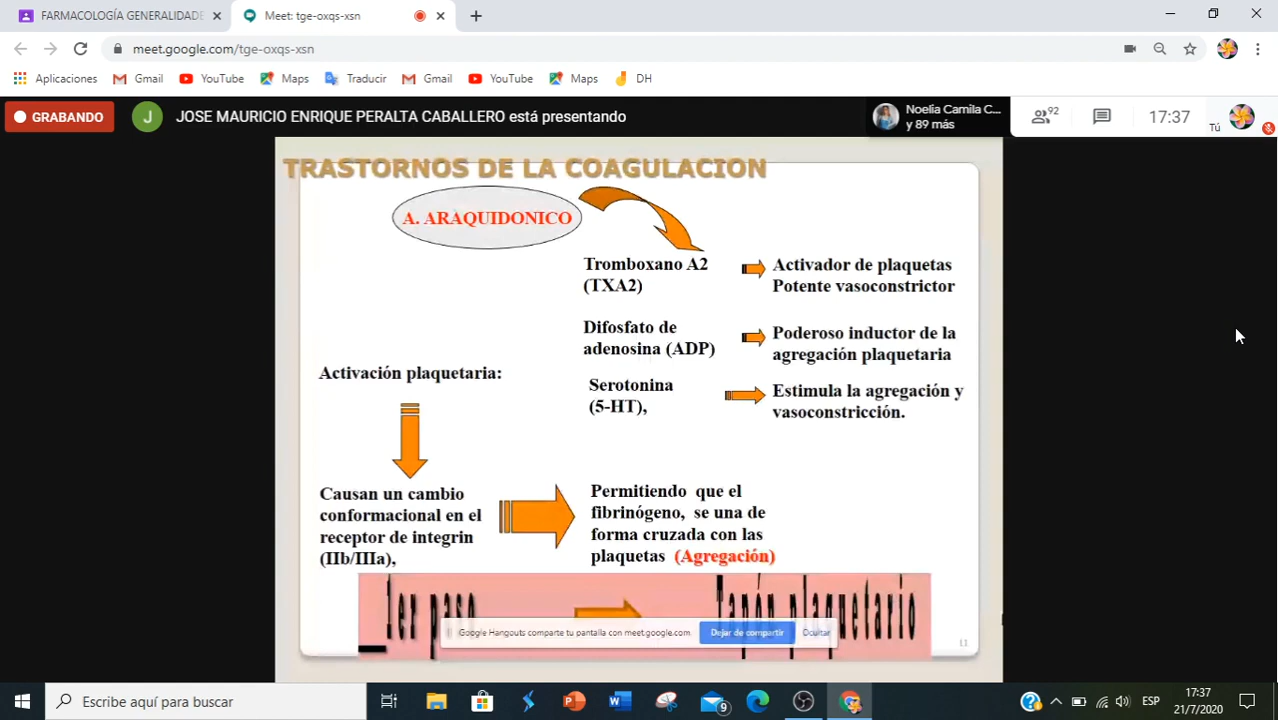 FARMACOLOGÍA GENERALIDADE
Meet: tge-oxqs-xsn
meet.google.com/tge-oxqs-xsn
Aplicaciones
Gmail
YouTube
Maps
Traducir
Gmail
YouTube
Maps
DH
GRABANDO
J
JOSE MAURICIO ENRIQUE PERALTA CABALLERO está presentando
Noelia Camila C...
y 89 más
92
17:37
Tú
TRASTORNOS DE LA COAGULACION
A. ARAQUIDONICO
Tromboxano A2
(TXA2)
Activador de plaquetas
Potente vasoconstrictor
Difosfato de
adenosina (ADP)
Poderoso inductor de la
agregación plaquetaria
Serotonina
(5-HT),
Estimula la agregación y
vasoconstricción.
Activación plaquetaria:
Causan un cambio
conformacional en el
receptor de integrin
(IIb/IIIa),
Permitiendo que el
fibrinógeno, se una de
forma cruzada con las
plaquetas (Agregación)
1er paso
Tapón plaquetario
Google Hangouts comparte tu pantalla con meet.google.com.
Dejar de compartir
Ocultar
11
Escribe aquí para buscar
9
ESP
17:37
21/7/2020